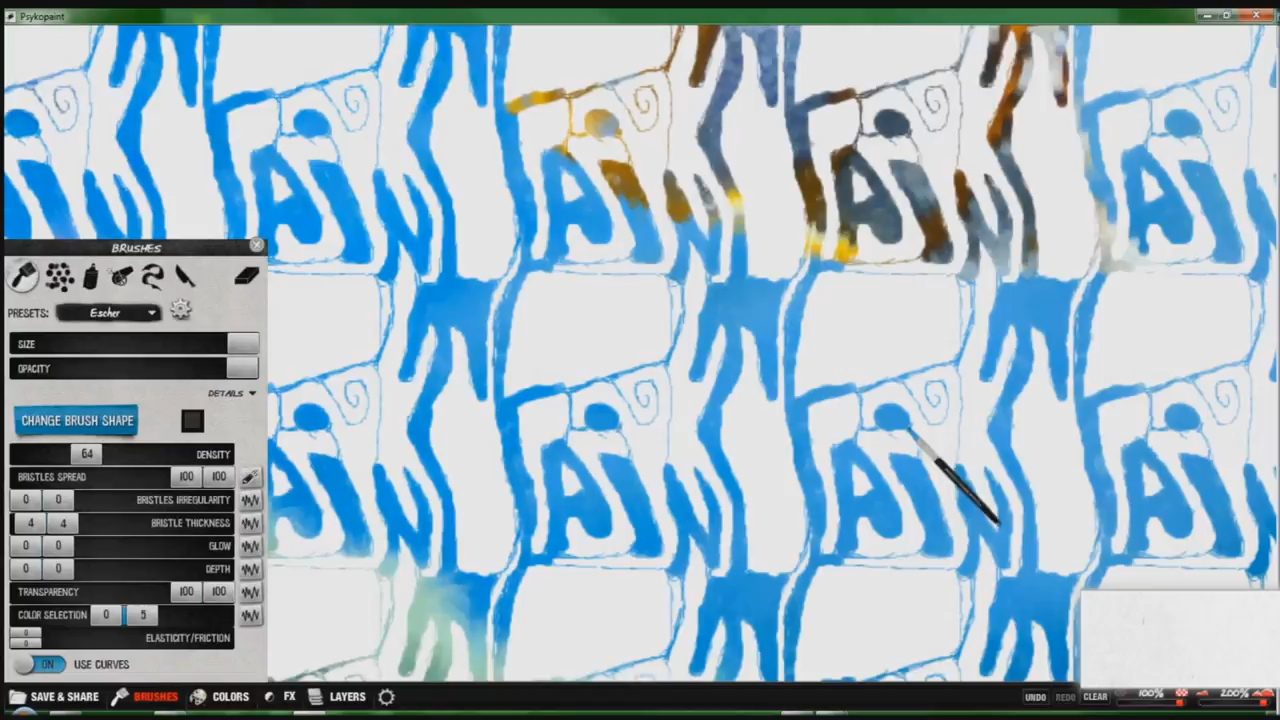 Psykopaint
BRUSHES
PRESETS: Escher
SIZE
OPACITY
DETAILS
CHANGE BRUSH SHAPE
64 DENSITY
BRISTLES SPREAD 100 100
0 0 BRISTLES IRREGULARITY
4 4 BRISTLE THICKNESS
0 0 GLOW
0 0 DEPTH
TRANSPARENCY 100 100
COLOR SELECTION 0 5
0 0 ELASTICITY/FRICTION
ON USE CURVES
SAVE & SHARE BRUSHES COLORS FX LAYERS UNDO REDO CLEAR 100% 200%